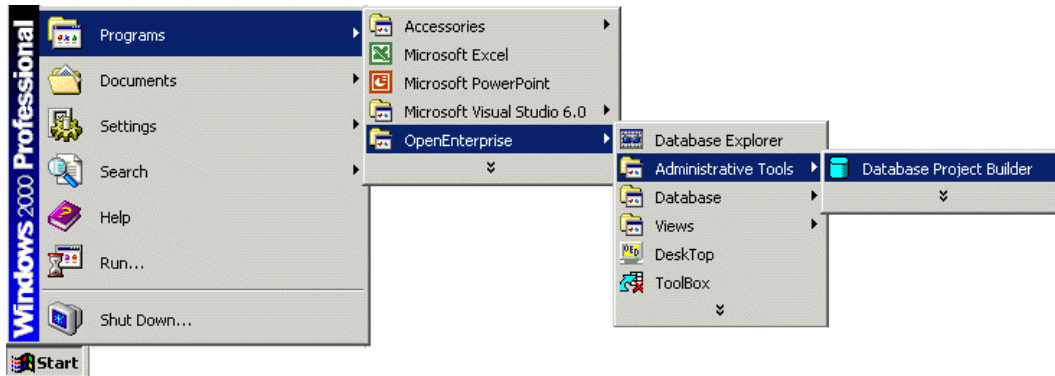 Windows 2000 Professional
Programs
Documents
Settings
Search
Help
Run...
Shut Down...
Start
Accessories
Microsoft Excel
Microsoft PowerPoint
Microsoft Visual Studio 6.0
OpenEnterprise
Database Explorer
Administrative Tools
Database
Views
DeskTop
ToolBox
Database Project Builder